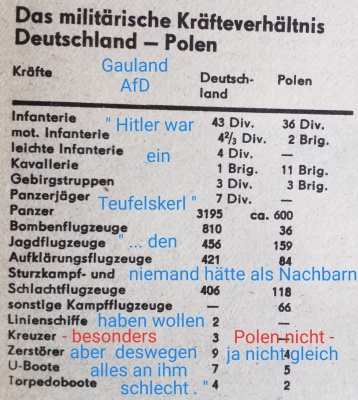 Das militärische Kräfteverhältnis
Deutschland — Polen
Kräfte Gauland Deutsch- Polen
AfD land
Infanterie 43 Div. 36 Div.
mot. Infanterie " Hitler war 4²/₃ Div. 2 Brig.
leichte Infanterie 4 Div. —
Kavallerie ein 1 Brig. 11 Brig.
Gebirgstruppen 3 Div. 3 Brig.
Panzerjäger 7 Div. —
Panzer Teufelskerl " 3195 ca. 600
Bombenflugzeuge 810 36
Jagdflugzeuge " ... den 456 159
Aufklärungsflugzeuge 421 84
Sturzkampf- und niemand hätte als Nachbarn
Schlachtflugzeuge 406 118
sonstige Kampfflugzeuge — 66
Linienschiffe haben wollen 2 —
Kreuzer - besonders 3 Polen nicht -
Zerstörer aber deswegen 9 ja nicht gleich 4
U-Boote alles an ihm 7 5
Torpedoboote schlecht . " 4 2